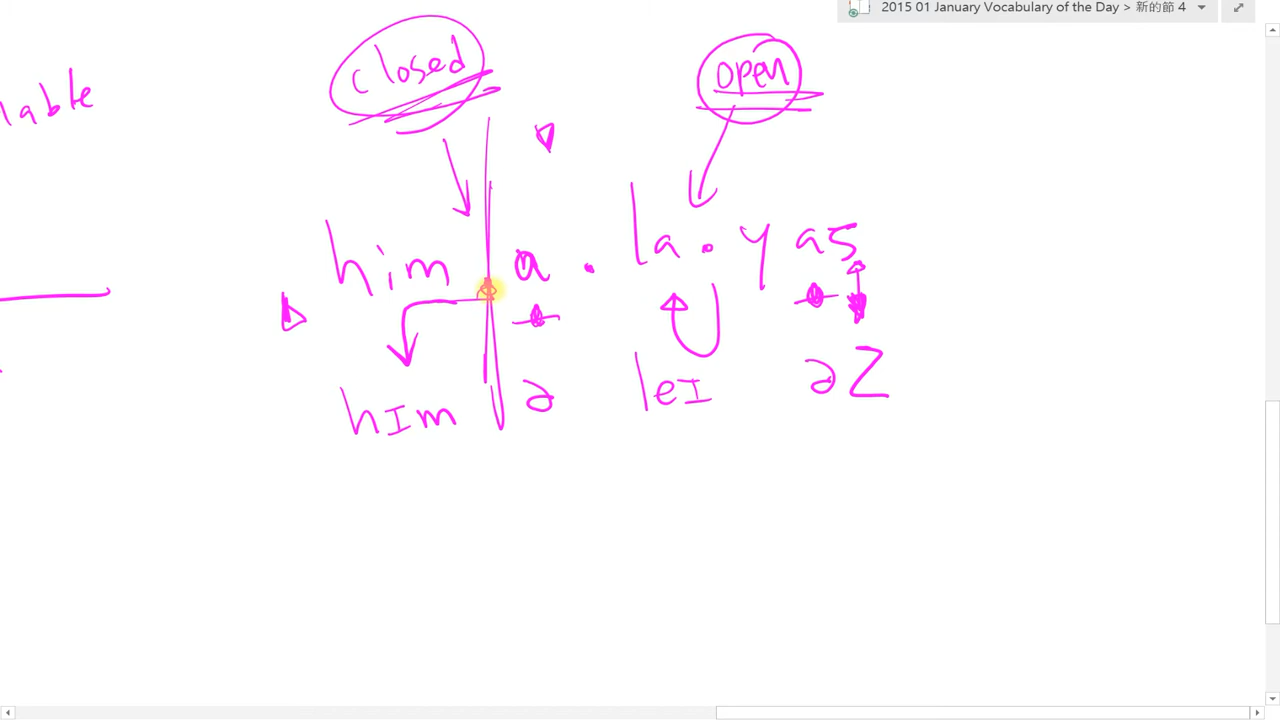 2015 01 January Vocabulary of the Day > 新的節 4
closed open
lable
him a · la · yas
hIm ə leI əZ